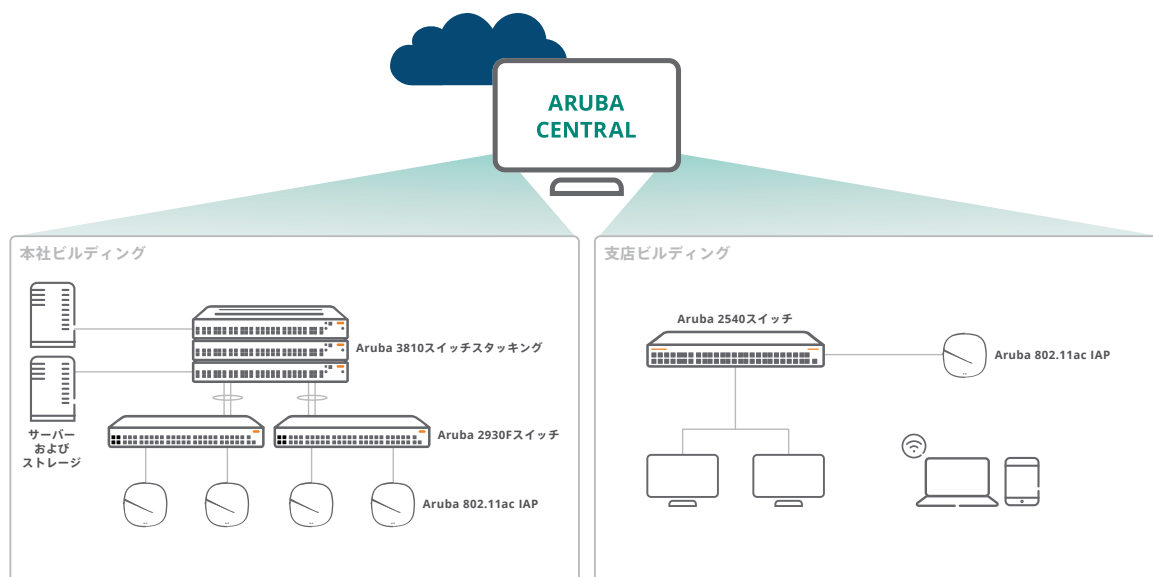 ARUBA
CENTRAL
本社ビルディング
Aruba 3810スイッチスタッキング
Aruba 2930Fスイッチ
サーバー
および
ストレージ
Aruba 802.11ac IAP
支店ビルディング
Aruba 2540スイッチ
Aruba 802.11ac IAP